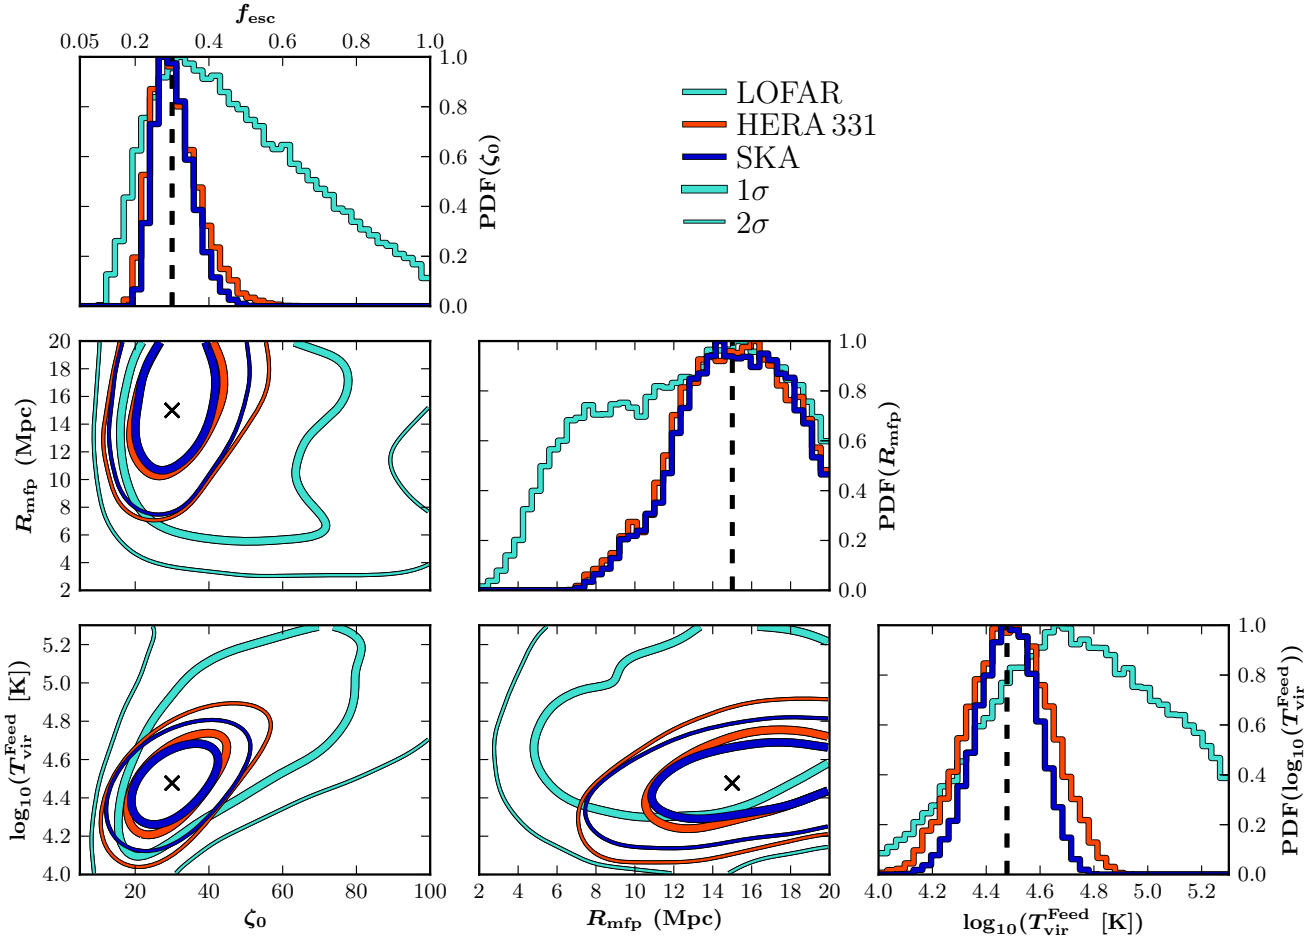 f_esc
0.05 0.2 0.4 0.6 0.8 1.0
1.0
0.8
0.6
0.4
0.2
0.0
PDF(ζ_0)
LOFAR
HERA 331
SKA
1σ
2σ
R_mfp (Mpc)
20
18
16
14
12
10
8
6
4
2
1.0
0.8
0.6
0.4
0.2
0.0
PDF(R_mfp)
log_10(T_vir^Feed [K])
5.2
5.0
4.8
4.6
4.4
4.2
4.0
20 40 60 80 100
ζ_0
2 4 6 8 10 12 14 16 18 20
R_mfp (Mpc)
1.0
0.8
0.6
0.4
0.2
0.0
PDF(log_10(T_vir^Feed))
4.0 4.2 4.4 4.6 4.8 5.0 5.2
log_10(T_vir^Feed [K])